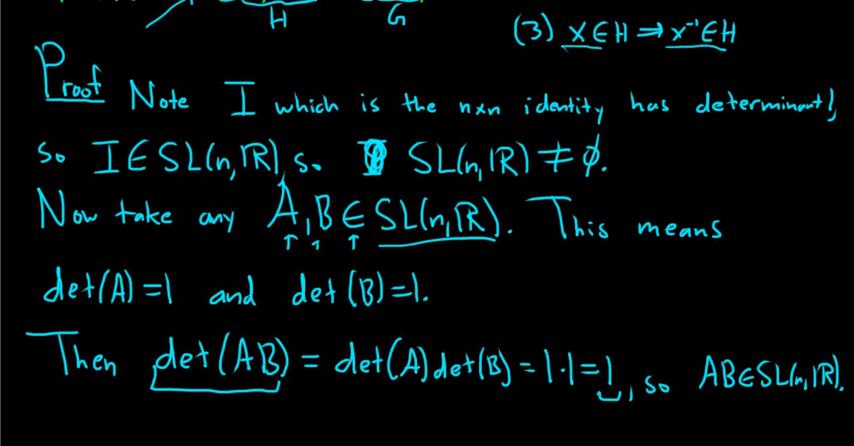 H G
(3) x∈H ⇒ x⁻¹∈H
Proof Note I which is the nxn identity has determinant 1,
so I∈SL(n,ℝ), so SL(n,ℝ) ≠ ∅.
Now take any A,B ∈ SL(n,ℝ). This means
det(A)=1 and det(B)=1.
Then det(AB) = det(A)det(B) = 1·1 = 1, so AB∈SL(n,ℝ).